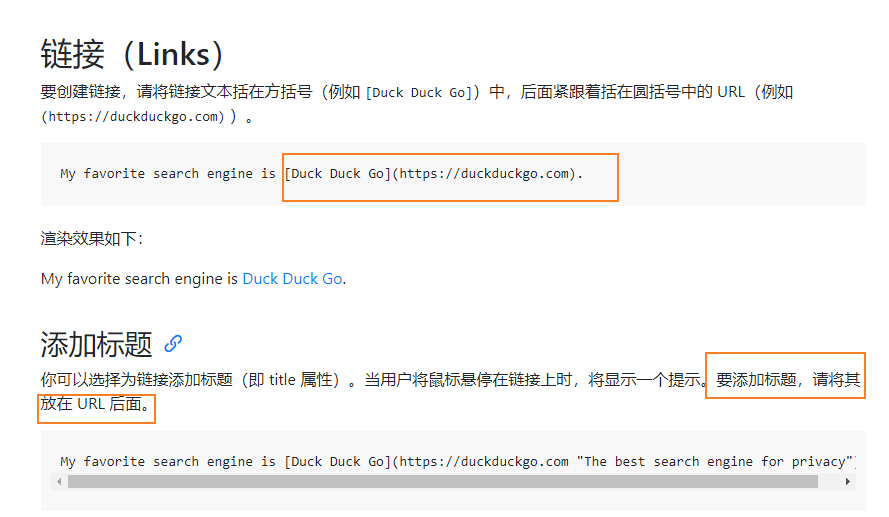 链接（Links）
要创建链接，请将链接文本括在方括号（例如 [Duck Duck Go]）中，后面紧跟着括在圆括号中的 URL（例如
(https://duckduckgo.com) ）。
My favorite search engine is [Duck Duck Go](https://duckduckgo.com).
渲染效果如下：
My favorite search engine is Duck Duck Go.
添加标题
你可以选择为链接添加标题（即 title 属性）。当用户将鼠标悬停在链接上时，将显示一个提示。要添加标题，请将其
放在 URL 后面。
My favorite search engine is [Duck Duck Go](https://duckduckgo.com "The best search engine for privacy")